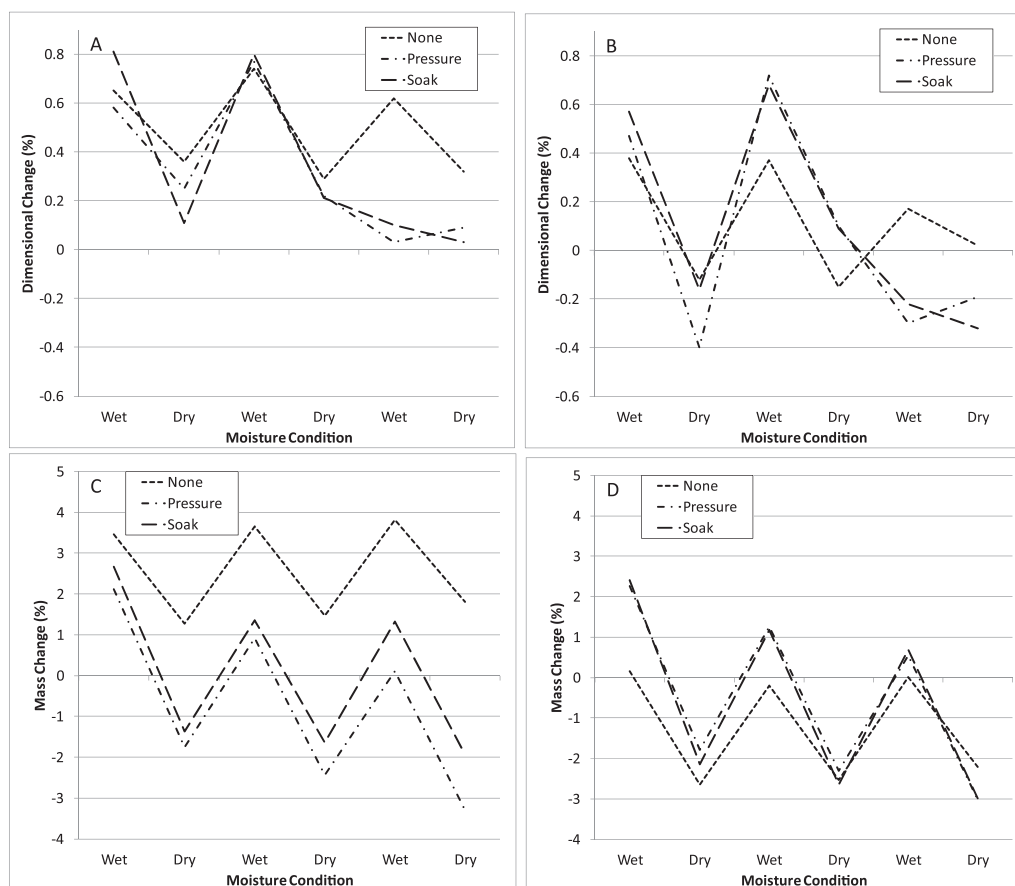 A
None
Pressure
Soak
0.8
0.6
0.4
0.2
0
-0.2
-0.4
-0.6
Dimensional Change (%)
Wet Dry Wet Dry Wet Dry
Moisture Condition
B
None
Pressure
Soak
0.8
0.6
0.4
0.2
0
-0.2
-0.4
-0.6
Dimensional Change (%)
Wet Dry Wet Dry Wet Dry
Moisture Condition
C
None
Pressure
Soak
5
4
3
2
1
0
-1
-2
-3
-4
Mass Change (%)
Wet Dry Wet Dry Wet Dry
Moisture Condition
D
None
Pressure
Soak
5
4
3
2
1
0
-1
-2
-3
-4
Mass Change (%)
Wet Dry Wet Dry Wet Dry
Moisture Condition